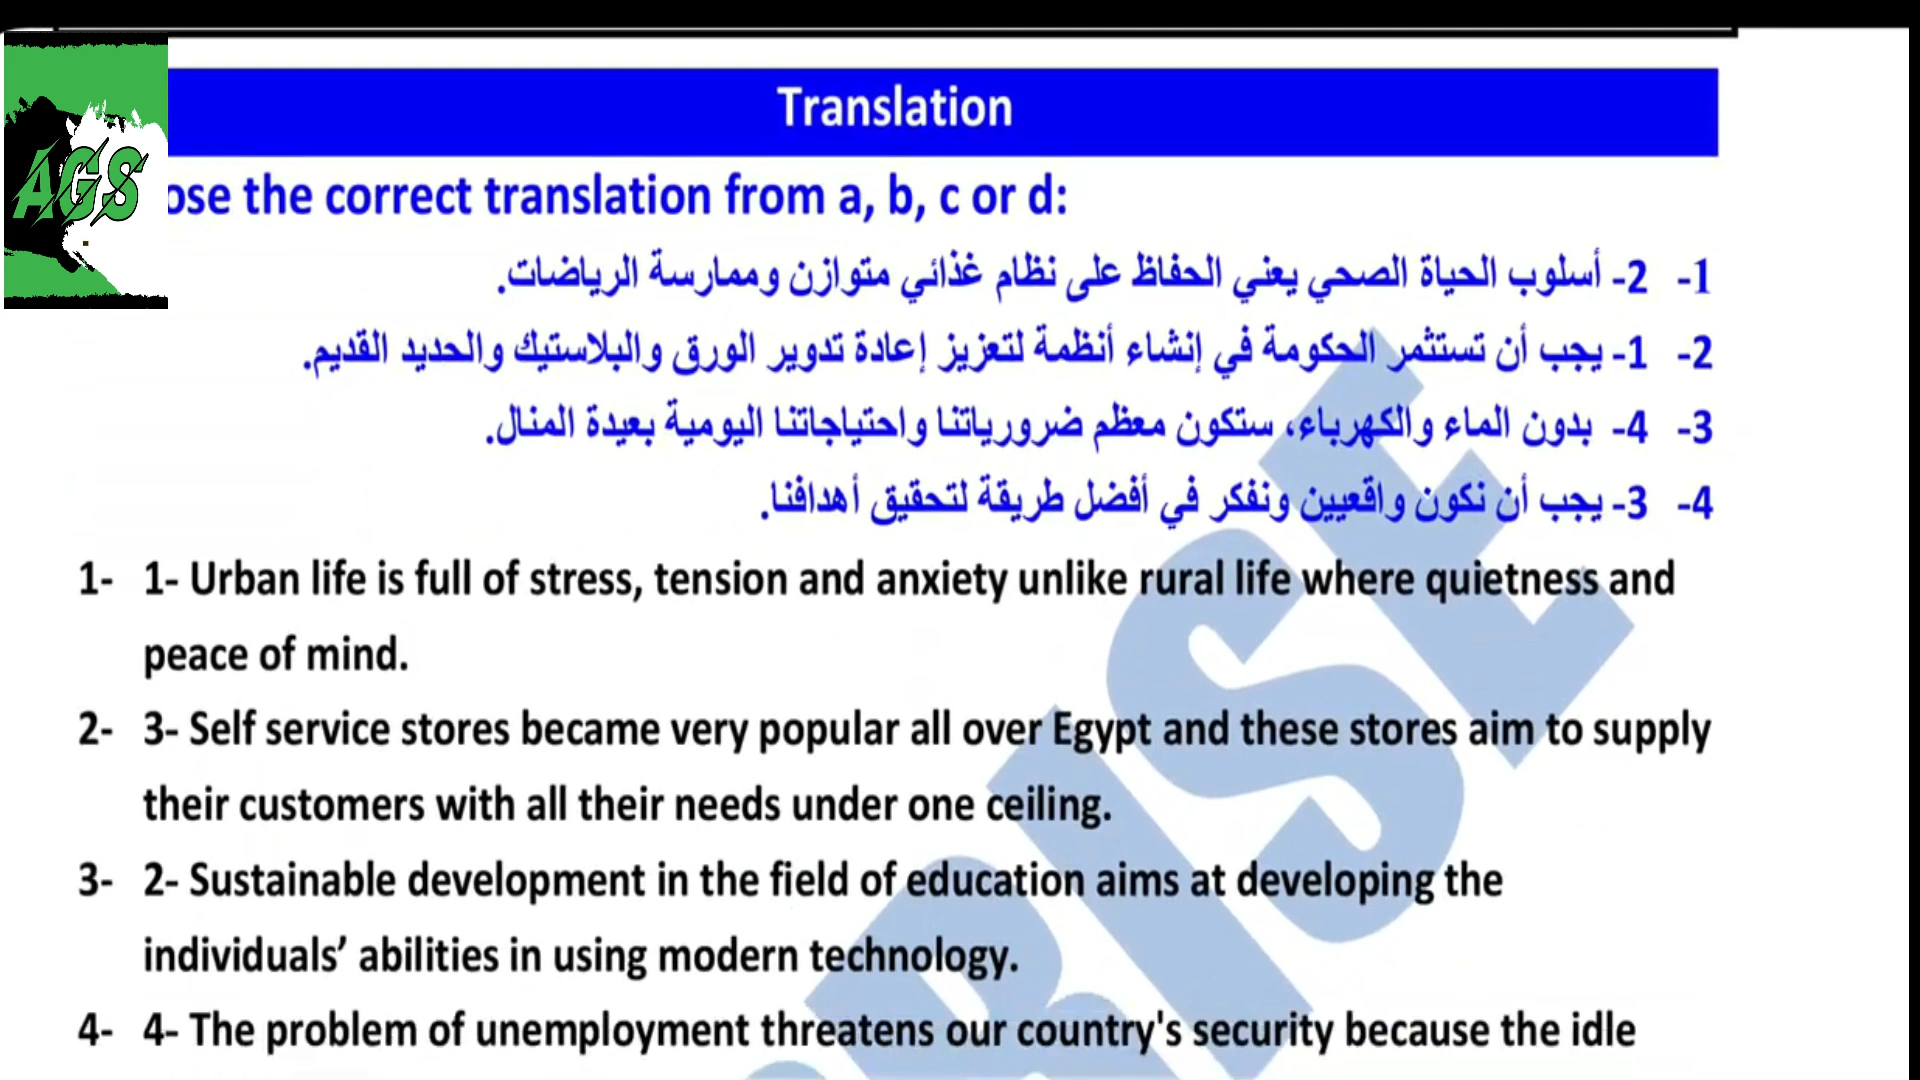 Translation
AGS
ose the correct translation from a, b, c or d:
1- 2- أسلوب الحياة الصحي يعني الحفاظ على نظام غذائي متوازن وممارسة الرياضات.
2- 1- يجب أن تستثمر الحكومة في إنشاء أنظمة لتعزيز إعادة تدوير الورق والبلاستيك والحديد القديم.
3- 4- بدون الماء والكهرباء، ستكون معظم ضرورياتنا واحتياجاتنا اليومية بعيدة المنال.
4- 3- يجب أن نكون واقعيين ونفكر في أفضل طريقة لتحقيق أهدافنا.
1- 1- Urban life is full of stress, tension and anxiety unlike rural life where quietness and
peace of mind.
2- 3- Self service stores became very popular all over Egypt and these stores aim to supply
their customers with all their needs under one ceiling.
3- 2- Sustainable development in the field of education aims at developing the
individuals’ abilities in using modern technology.
4- 4- The problem of unemployment threatens our country's security because the idle